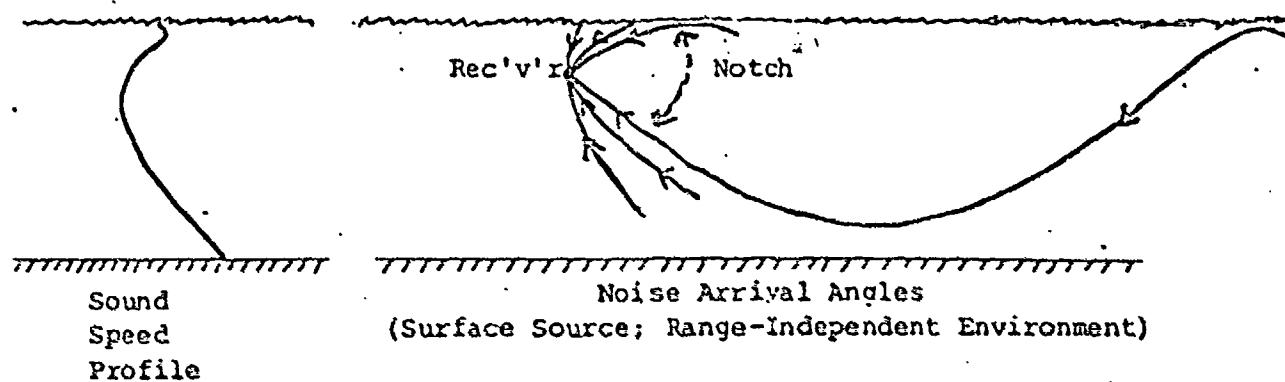 Rec'v'r
Notch
Sound
Speed
Profile
Noise Arrival Angles
(Surface Source; Range-Independent Environment)